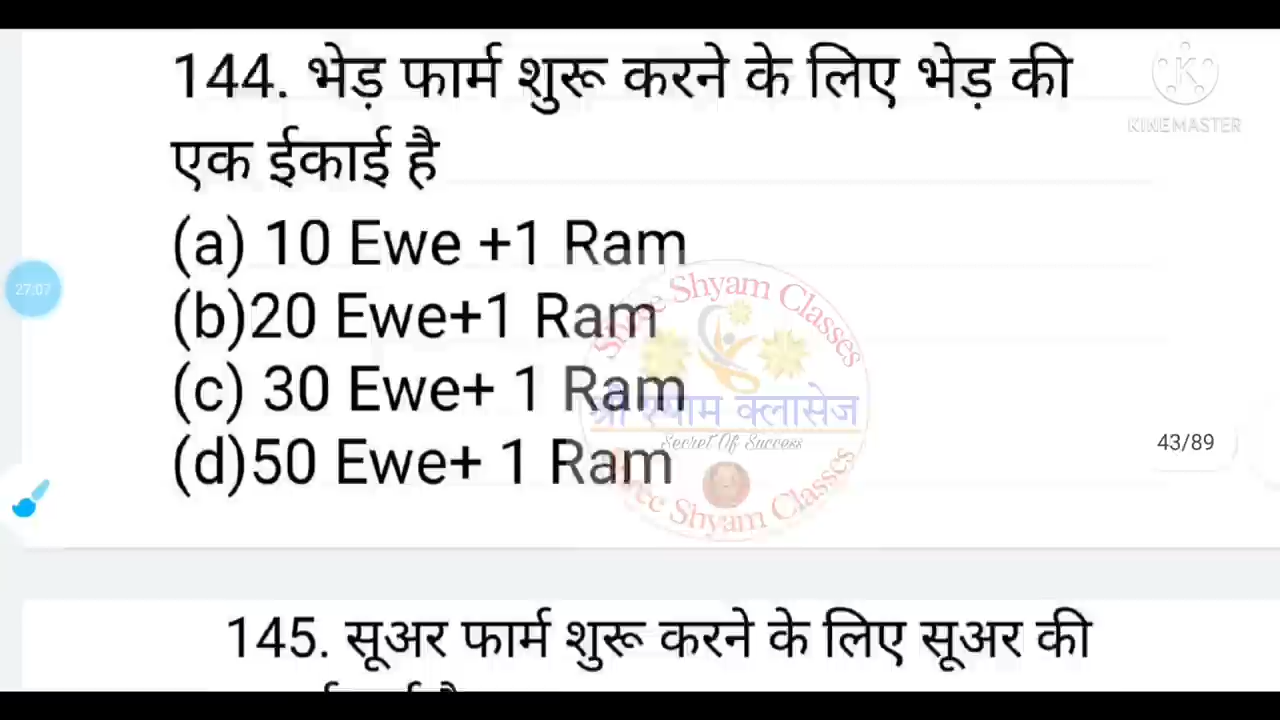 144. भेड़ फार्म शुरू करने के लिए भेड़ की
एक ईकाई है
(a) 10 Ewe +1 Ram
(b)20 Ewe+1 Ram
(c) 30 Ewe+ 1 Ram
(d)50 Ewe+ 1 Ram
KINEMASTER
27:07
Shree Shyam Classes
श्री श्याम क्लासेज
Secret Of Success
Shree Shyam Classes
43/89
145. सूअर फार्म शुरू करने के लिए सूअर की